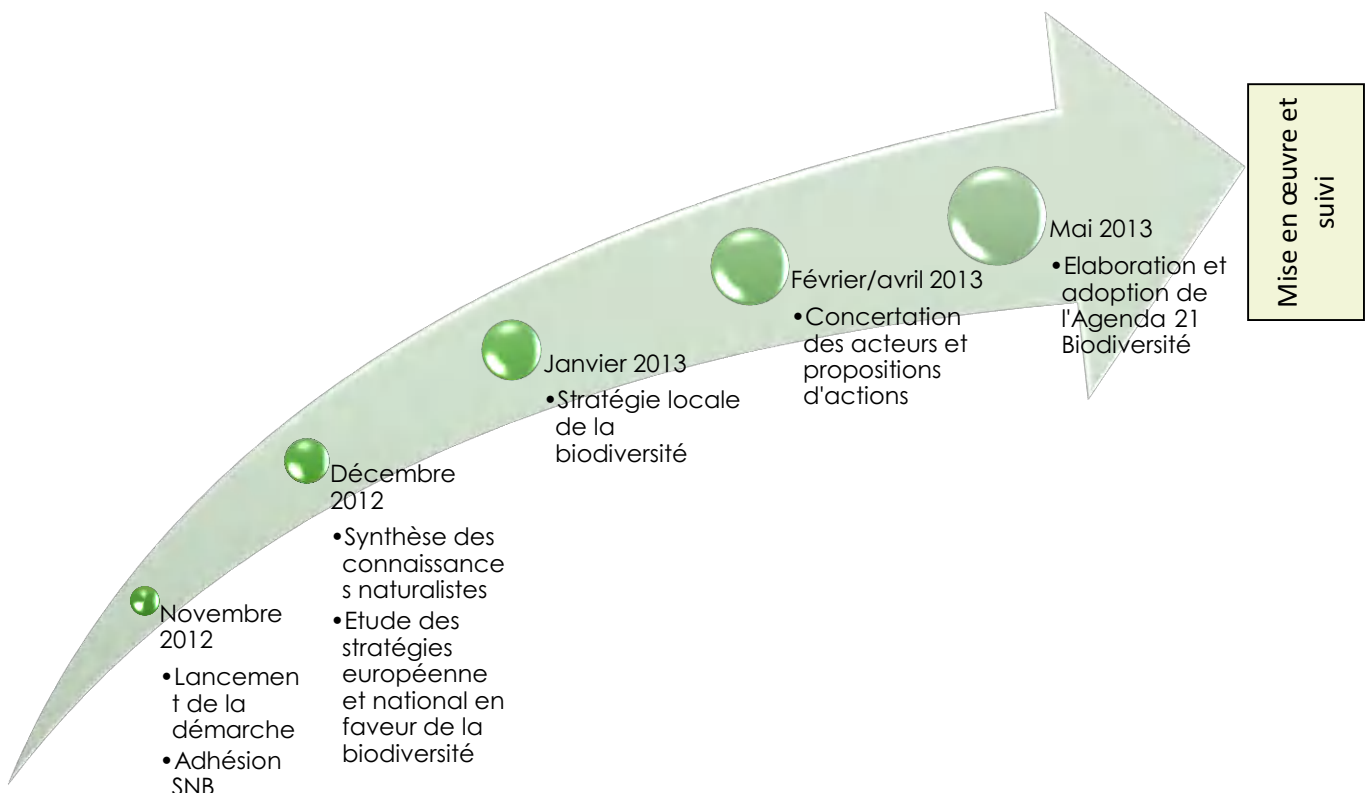 Novembre
2012
•Lancemen
t de la
démarche
•Adhésion
SNB
Décembre
2012
•Synthèse des
connaissance
s naturalistes
•Etude des
stratégies
européenne
et national en
faveur de la
biodiversité
Janvier 2013
•Stratégie locale
de la
biodiversité
Février/avril 2013
•Concertation
des acteurs et
propositions
d'actions
Mai 2013
•Elaboration et
adoption de
l'Agenda 21
Biodiversité
Mise en œuvre et
suivi